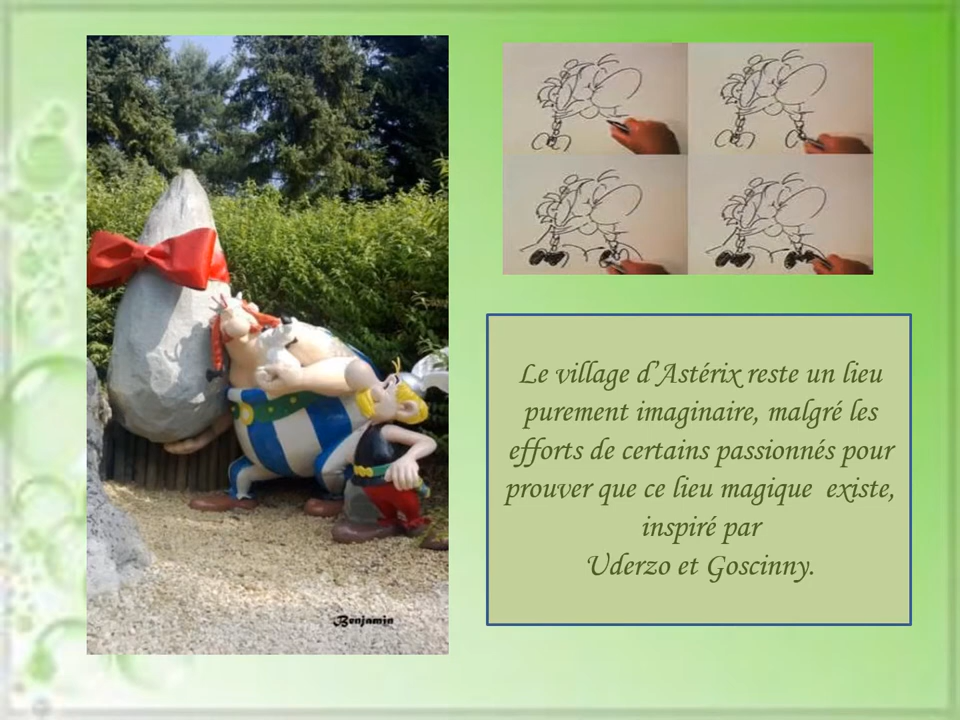 Le village d’Astérix reste un lieu
purement imaginaire, malgré les
efforts de certains passionnés pour
prouver que ce lieu magique  existe,
inspiré par
Uderzo et Goscinny.
Benjamin